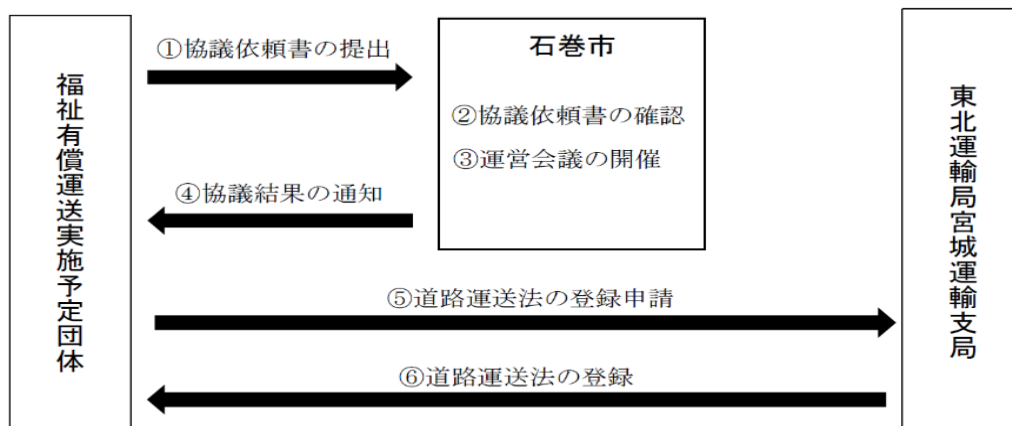 福祉有償運送実施予定団体
①協議依頼書の提出
石巻市
②協議依頼書の確認
③運営会議の開催
④協議結果の通知
⑤道路運送法の登録申請
⑥道路運送法の登録
東北運輸局宮城運輸支局